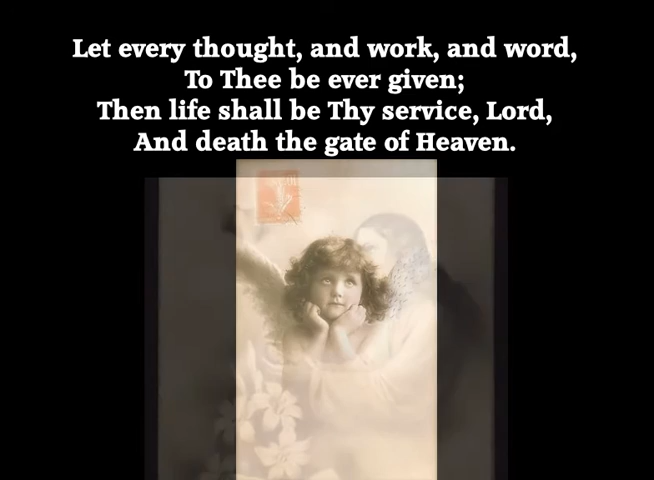 Let every thought, and work, and word,
To Thee be ever given;
Then life shall be Thy service, Lord,
And death the gate of Heaven.